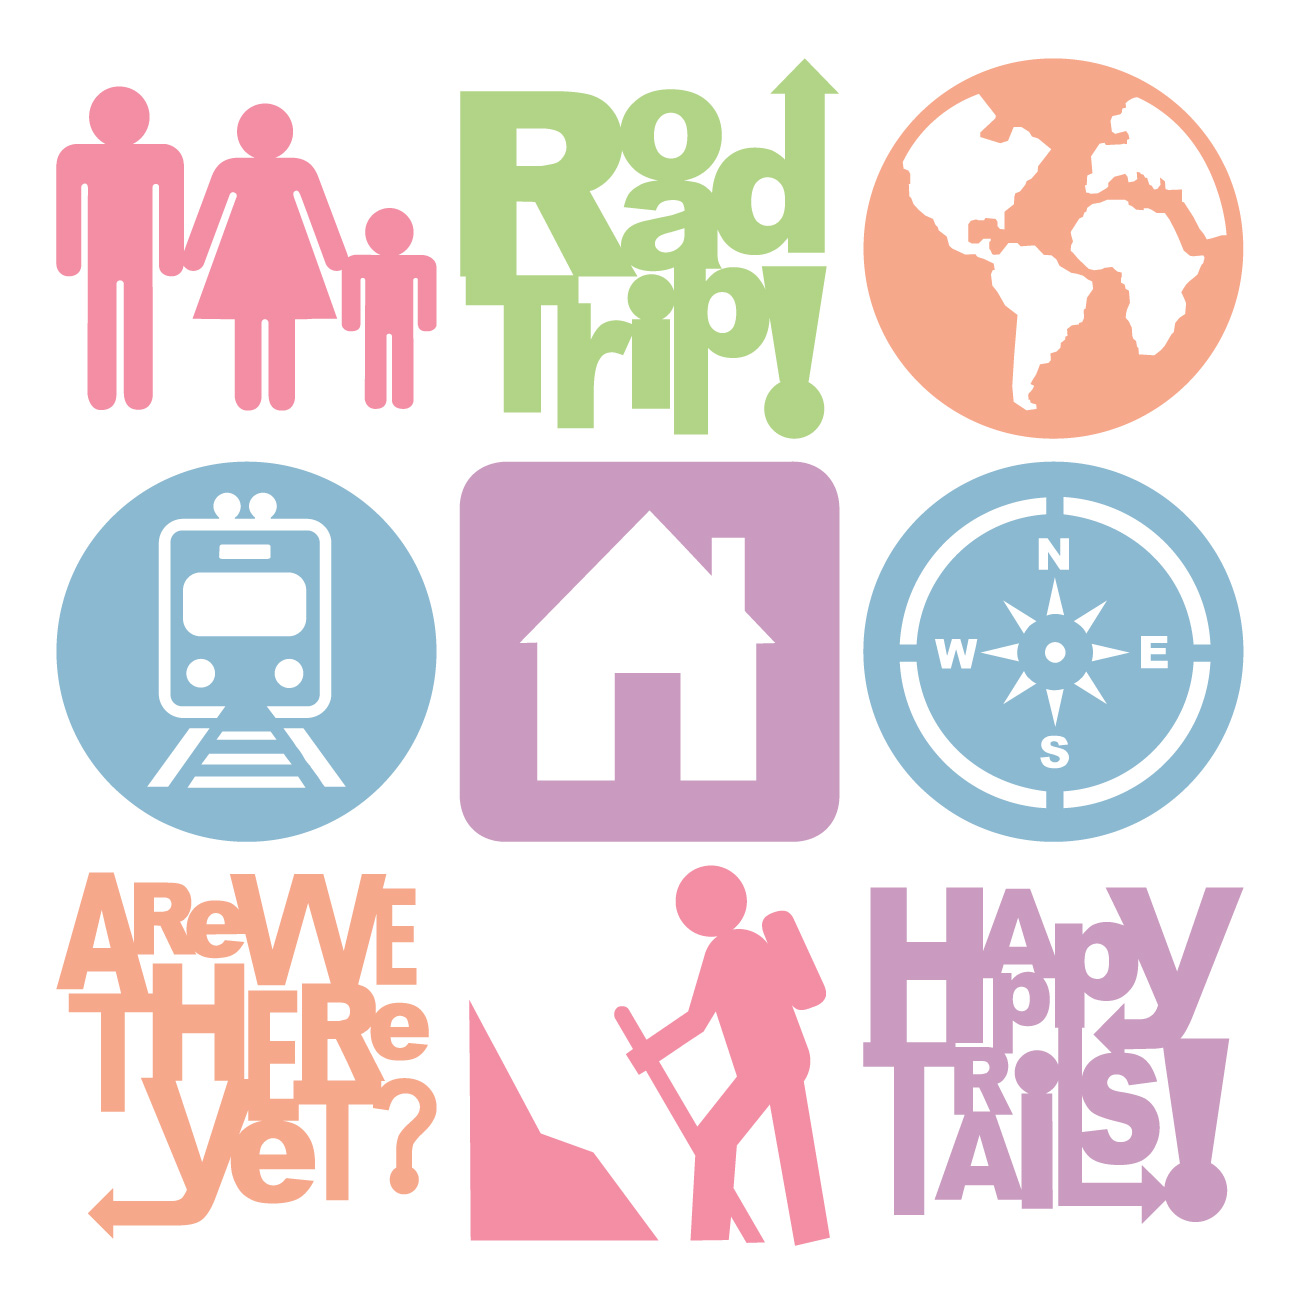 Road
Trip!
N
W E
S
ARe WE
THERe
yeT?
HAppy
TRAiLS!